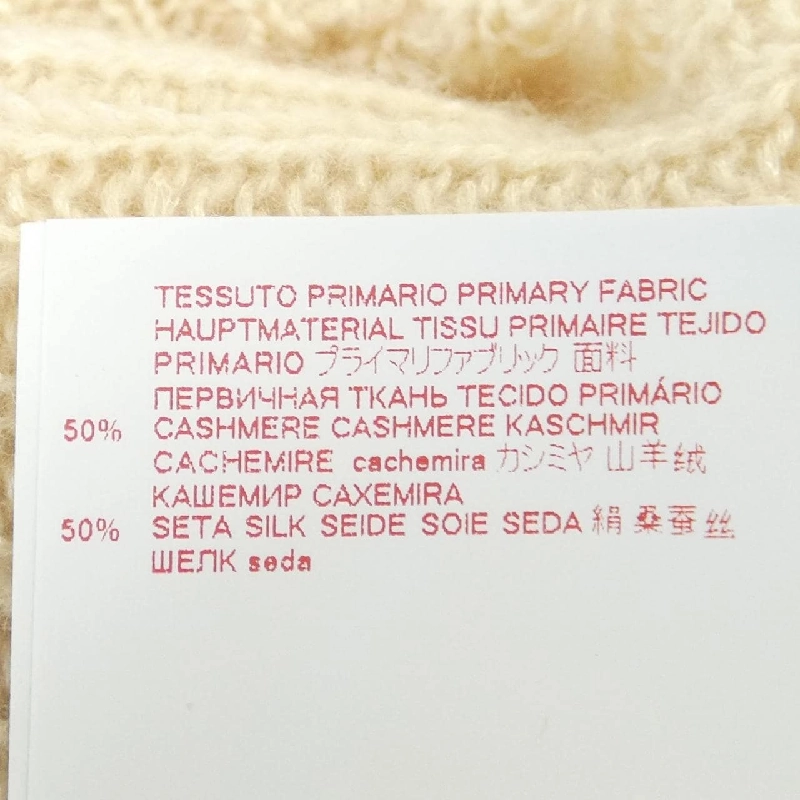 TESSUTO PRIMARIO PRIMARY FABRIC
HAUPTMATERIAL TISSU PRIMAIRE TEJIDO
PRIMARIO プライマリファブリック 面料
ПЕРВИЧНАЯ ТКАНЬ TECIDO PRIMÁRIO
50% CASHMERE CASHMERE KASCHMIR
CACHEMIRE cachemira カシミヤ 山羊绒
КАШЕМИР CAXEMIRA
50% SETA SILK SEIDE SOIE SEDA 絹 桑蚕丝
ШЕЛК seda